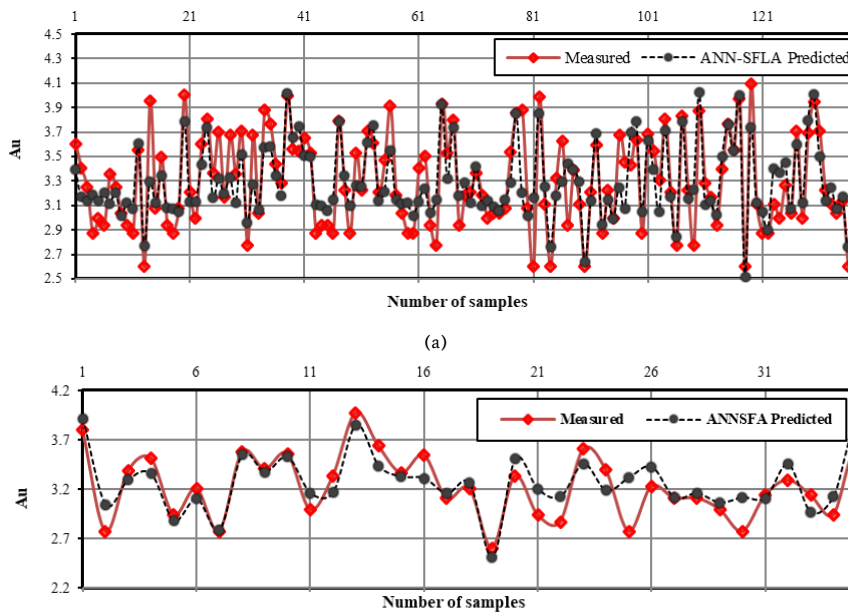 1 21 41 61 81 101 121
4.5
4.3
4.1
3.9
3.7
3.5
3.3
3.1
2.9
2.7
2.5
Au
Measured ANN-SFLA Predicted
Number of samples
(a)
1 6 11 16 21 26 31
4.2
3.7
3.2
2.7
2.2
Au
Measured ANNSFA Predicted
Number of samples